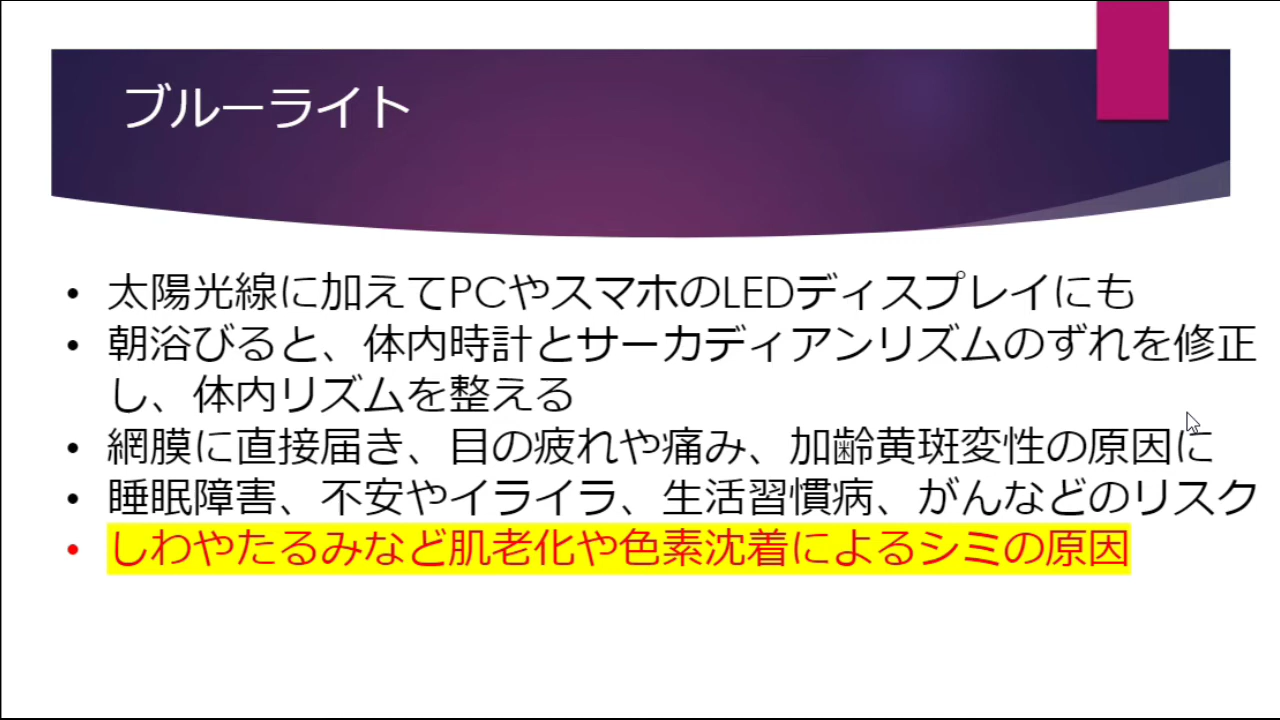 ブルーライト
• 太陽光線に加えてPCやスマホのLEDディスプレイにも
• 朝浴びると、体内時計とサーカディアンリズムのずれを修正
し、体内リズムを整える
• 網膜に直接届き、目の疲れや痛み、加齢黄斑変性の原因に
• 睡眠障害、不安やイライラ、生活習慣病、がんなどのリスク
• しわやたるみなど肌老化や色素沈着によるシミの原因